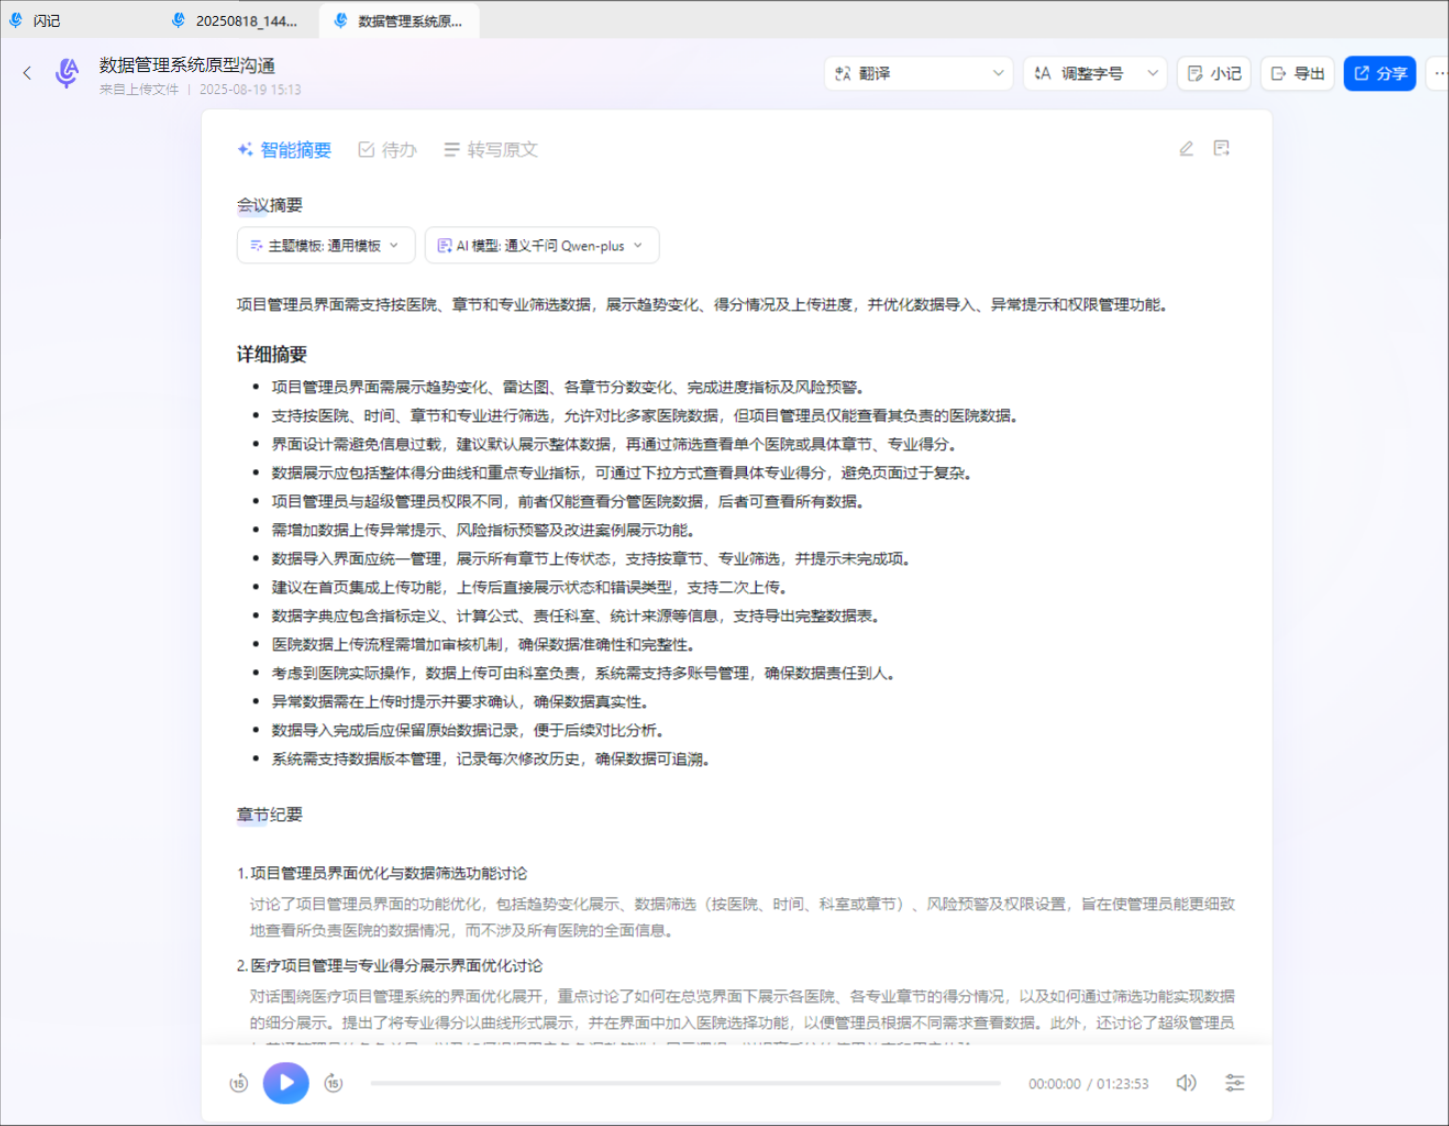 闪记
20250818_144...
数据管理系统原...
数据管理系统原型沟通
来自上传文件 | 2025-08-19 15:13
翻译
调整字号
小记
导出
分享
智能摘要
待办
转写原文
会议摘要
主题模板: 通用模板
AI 模型: 通义千问 Qwen-plus
项目管理员界面需支持按医院、章节和专业筛选数据，展示趋势变化、得分情况及上传进度，并优化数据导入、异常提示和权限管理功能。
详细摘要
• 项目管理员界面需展示趋势变化、雷达图、各章节分数变化、完成进度指标及风险预警。
• 支持按医院、时间、章节和专业进行筛选，允许对比多家医院数据，但项目管理员仅能查看其负责的医院数据。
• 界面设计需避免信息过载，建议默认展示整体数据，再通过筛选查看单个医院或具体章节、专业得分。
• 数据展示应包括整体得分曲线和重点专业指标，可通过下拉方式查看具体专业得分，避免页面过于复杂。
• 项目管理员与超级管理员权限不同，前者仅能查看分管医院数据，后者可查看所有数据。
• 需增加数据上传异常提示、风险指标预警及改进案例展示功能。
• 数据导入界面应统一管理，展示所有章节上传状态，支持按章节、专业筛选，并提示未完成项。
• 建议在首页集成上传功能，上传后直接展示状态和错误类型，支持二次上传。
• 数据字典应包含指标定义、计算公式、责任科室、统计来源等信息，支持导出完整数据表。
• 医院数据上传流程需增加审核机制，确保数据准确性和完整性。
• 考虑到医院实际操作，数据上传可由科室负责，系统需支持多账号管理，确保数据责任到人。
• 异常数据需在上传时提示并要求确认，确保数据真实性。
• 数据导入完成后应保留原始数据记录，便于后续对比分析。
• 系统需支持数据版本管理，记录每次修改历史，确保数据可追溯。
章节纪要
1. 项目管理员界面优化与数据筛选功能讨论
讨论了项目管理员界面的功能优化，包括趋势变化展示、数据筛选（按医院、时间、科室或章节）、风险预警及权限设置，旨在使管理员能更细致
地查看所负责医院的数据情况，而不涉及所有医院的全面信息。
2. 医疗项目管理与专业得分展示界面优化讨论
对话围绕医疗项目管理系统的界面优化展开，重点讨论了如何在总览界面下展示各医院、各专业章节的得分情况，以及如何通过筛选功能实现数据
的细分展示。提出了将专业得分以曲线形式展示，并在界面中加入医院选择功能，以便管理员根据不同需求查看数据。此外，还讨论了超级管理员
15
15
00:00:00 / 01:23:53